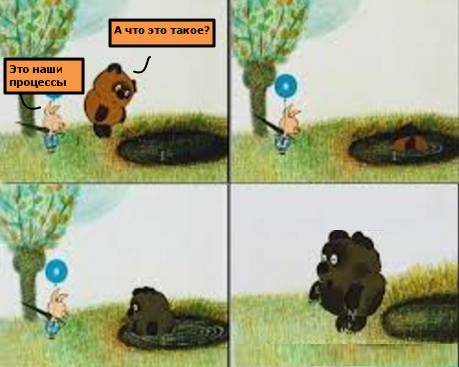 А что это такое?
Это наши
процессы